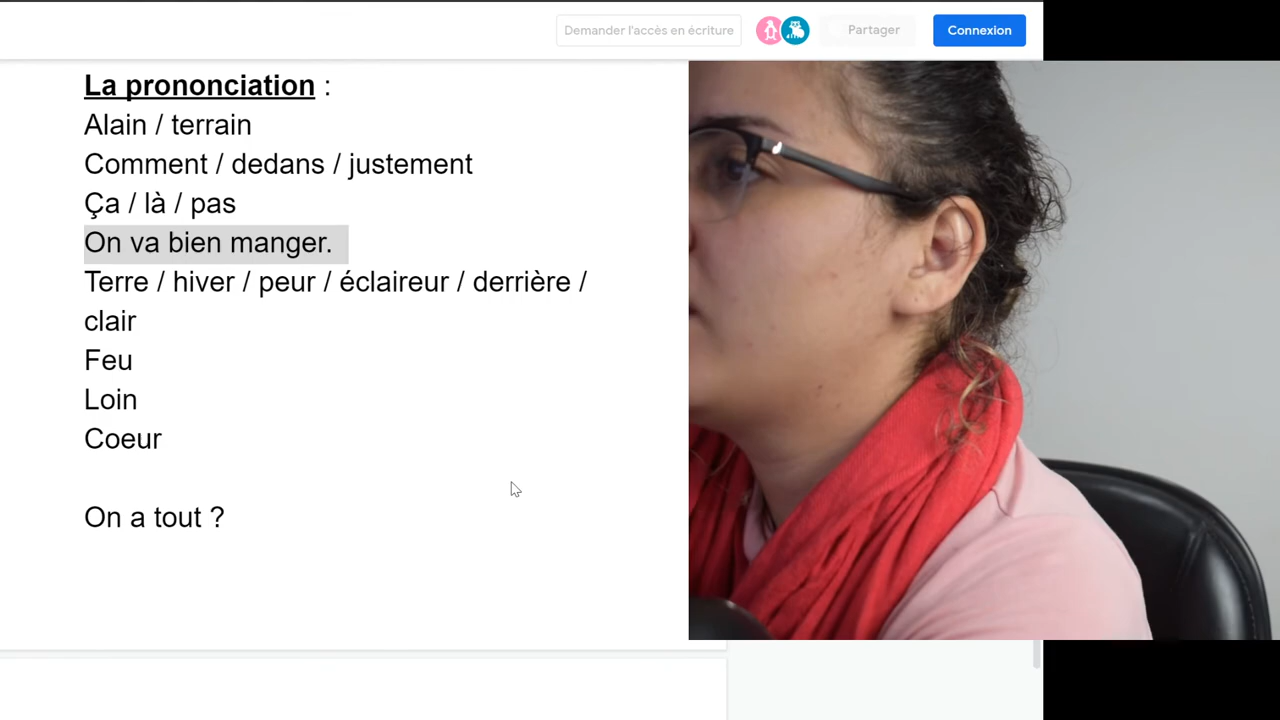 Demander l'accès en écriture
Partager
Connexion
La prononciation :
Alain / terrain
Comment / dedans / justement
Ça / là / pas
On va bien manger.
Terre / hiver / peur / éclaireur / derrière /
clair
Feu
Loin
Coeur
On a tout ?